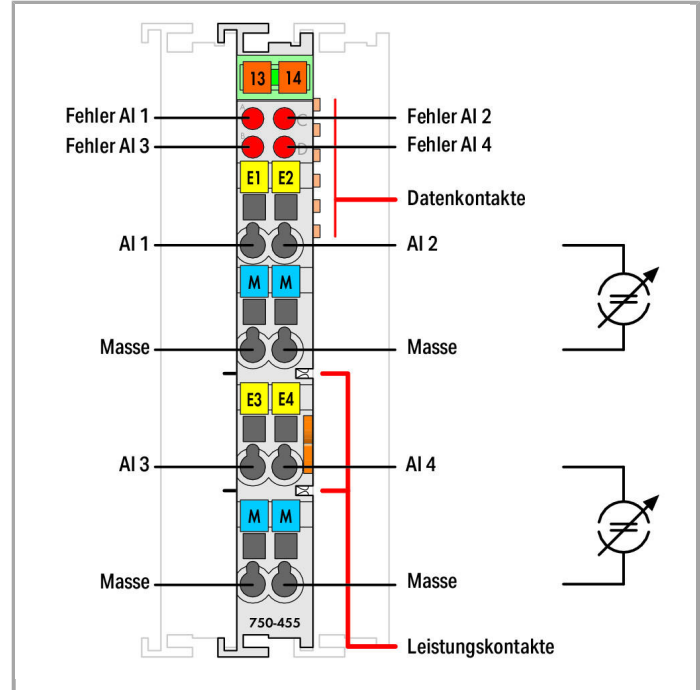 13 14
A C
Fehler AI 1 Fehler AI 2
B D
Fehler AI 3 Fehler AI 4
E1 E2
Datenkontakte
AI 1 AI 2
M M
Masse Masse
E3 E4
AI 3 AI 4
M M
Masse Masse
750-455
Leistungskontakte